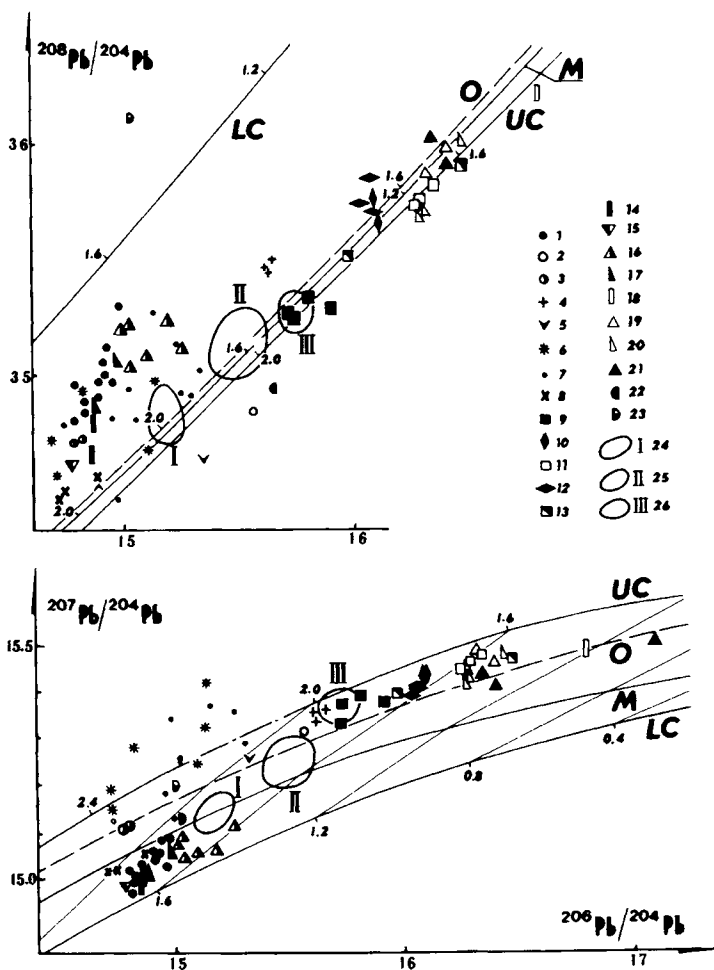 ²⁰⁸Pb/²⁰⁴Pb
1.2
LC
O
M
UC
36
1.6
1.6
1.2
1.6
II
III
1.6
2.0
35
2.0
I
2.0
15
16
1
2
3
4
5
6
7
8
9
10
11
12
13
14
15
16
17
18
19
20
21
22
23
I 24
II 25
III 26
²⁰⁷Pb/²⁰⁴Pb
UC
1.6
15.5
O
III
2.0
M
LC
0.4
I
II
0.8
2.4
1.2
15.0
1.6
²⁰⁶Pb/²⁰⁴Pb
15
16
17